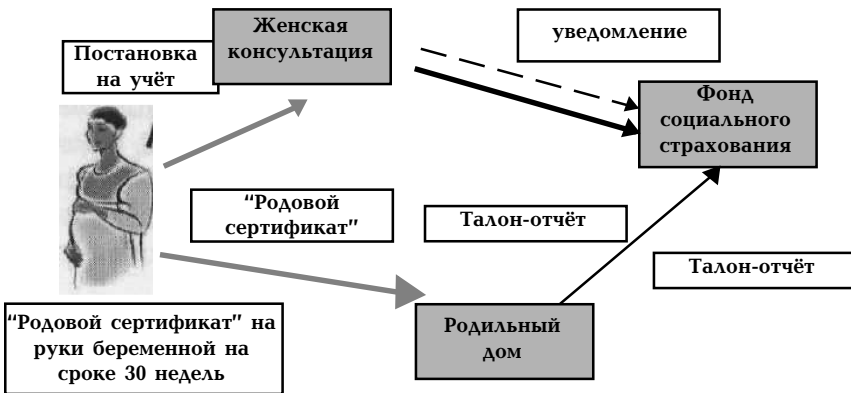 Женская
консультация
уведомление
Постановка
на учёт
Фонд
социального
страхования
“Родовой
сертификат”
Талон-отчёт
Талон-отчёт
“Родовой сертификат” на
руки беременной на
сроке 30 недель
Родильный
дом